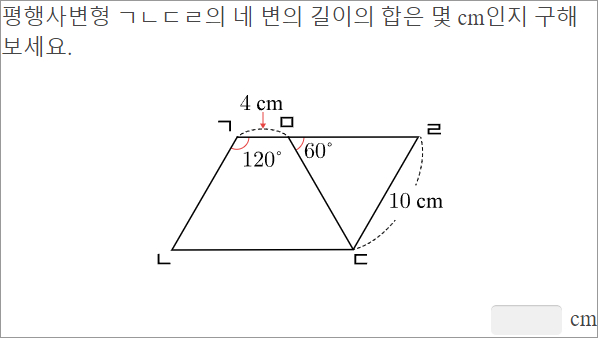 평행사변형 ㄱㄴㄷㄹ의 네 변의 길이의 합은 몇 cm인지 구해
보세요.
4 cm
ㄱ ㅁ ㄹ
120° 60°
10 cm
ㄴ ㄷ
cm